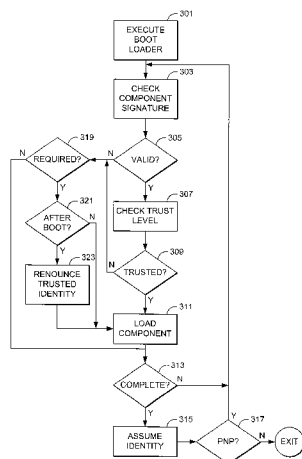 301
EXECUTE
BOOT
LOADER
303
CHECK
COMPONENT
SIGNATURE
319
305
N
REQUIRED?
N
VALID?
Y
321
Y
307
AFTER
BOOT?
N
CHECK TRUST
LEVEL
Y
323
309
RENOUNCE
TRUSTED
IDENTITY
N
TRUSTED?
Y
311
LOAD
COMPONENT
313
COMPLETE?
N
Y
315
Y
317
ASSUME
IDENTITY
PNP?
N
EXIT